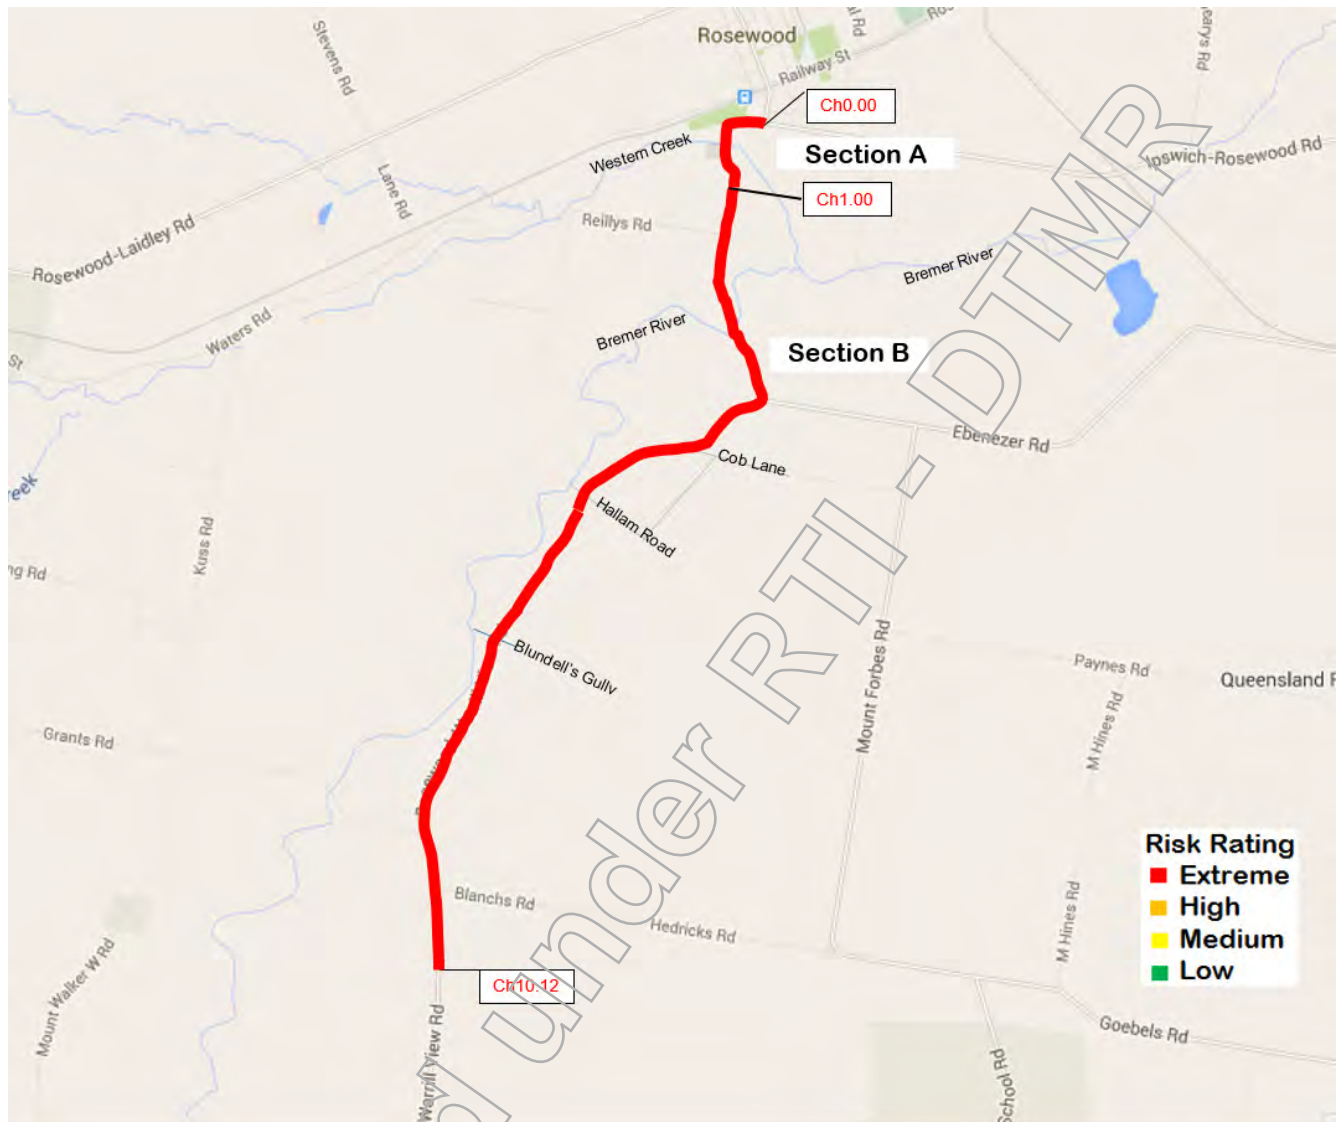 Rosewood
Stevens Rd
Railway St
Ch0.00
Western Creek
Section A
Ipswich-Rosewood Rd
Lane Rd
Ch1.00
Reillys Rd
Rosewood-Laidley Rd
Bremer River
Waters Rd
Bremer River
St
Section B
Ebenezer Rd
Cob Lane
Hallam Road
Kuss Rd
Blundell's Gully
Mount Forbes Rd
Paynes Rd
Queensland
M Hines Rd
Grants Rd
Risk Rating
Extreme
High
Medium
Low
Blanchs Rd
Hedricks Rd
M Hines Rd
Mount Walker W Rd
Ch10.12
Warrill View Rd
Goebels Rd
School Rd
under RTI - DTMR